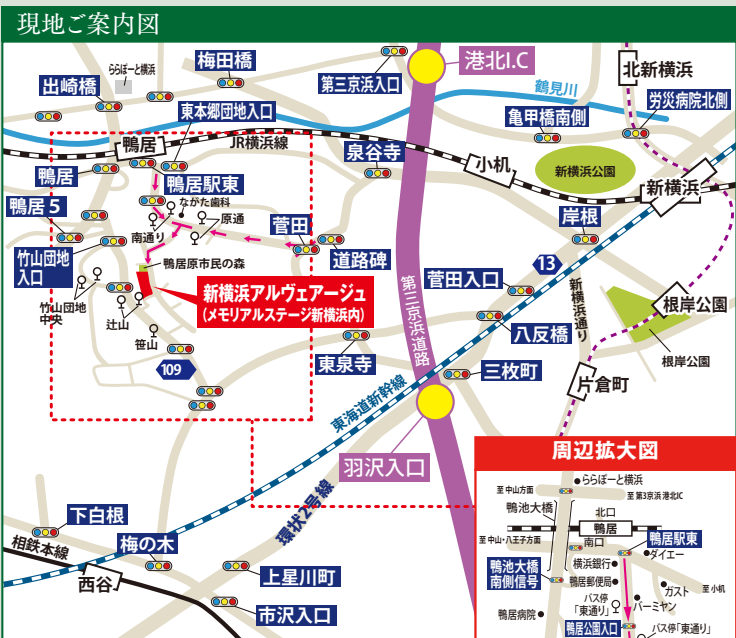 現地ご案内図
ららぽーと横浜
梅田橋
第三京浜入口
港北I.C
北新横浜
出崎橋
鶴見川
労災病院北側
東本郷団地入口
亀甲橋南側
鴨居
JR横浜線
泉谷寺
小机
新横浜公園
新横浜
鴨居
鴨居駅東
ながた歯科
鴨居5
原通
南通り
菅田
岸根
竹山団地
入口
道路碑
鴨居原市民の森
菅田入口
13
新横浜アルヴェアージュ
(メモリアルステージ新横浜内)
第三京浜道路
新横浜通り
根岸公園
竹山団地
中央
辻山
八反橋
笹山
東泉寺
根岸公園
109
三枚町
片倉町
東海道新幹線
羽沢入口
環状2号線
下白根
相鉄本線
梅の木
西谷
上星川町
市沢入口
周辺拡大図
ららぽーと横浜
至 中山方面
至 第3京浜 港北IC
鴨池大橋
北口
鴨居
至 中山・八王子方面
南口
鴨居駅東
ダイエー
鴨池大橋
南側信号
横浜銀行
鴨居郵便局
ガスト
至 小机
バス停
「東通り」
バーミヤン
鴨居病院
鴨居公園入口
バス停「東通り」